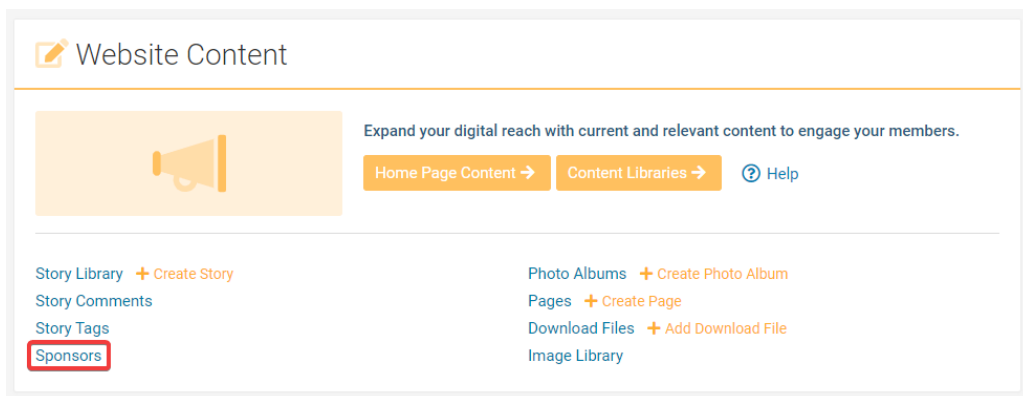 Website Content
Expand your digital reach with current and relevant content to engage your members.
Home Page Content
Content Libraries
Help
Story Library + Create Story
Story Comments
Story Tags
Sponsors
Photo Albums + Create Photo Album
Pages + Create Page
Download Files + Add Download File
Image Library